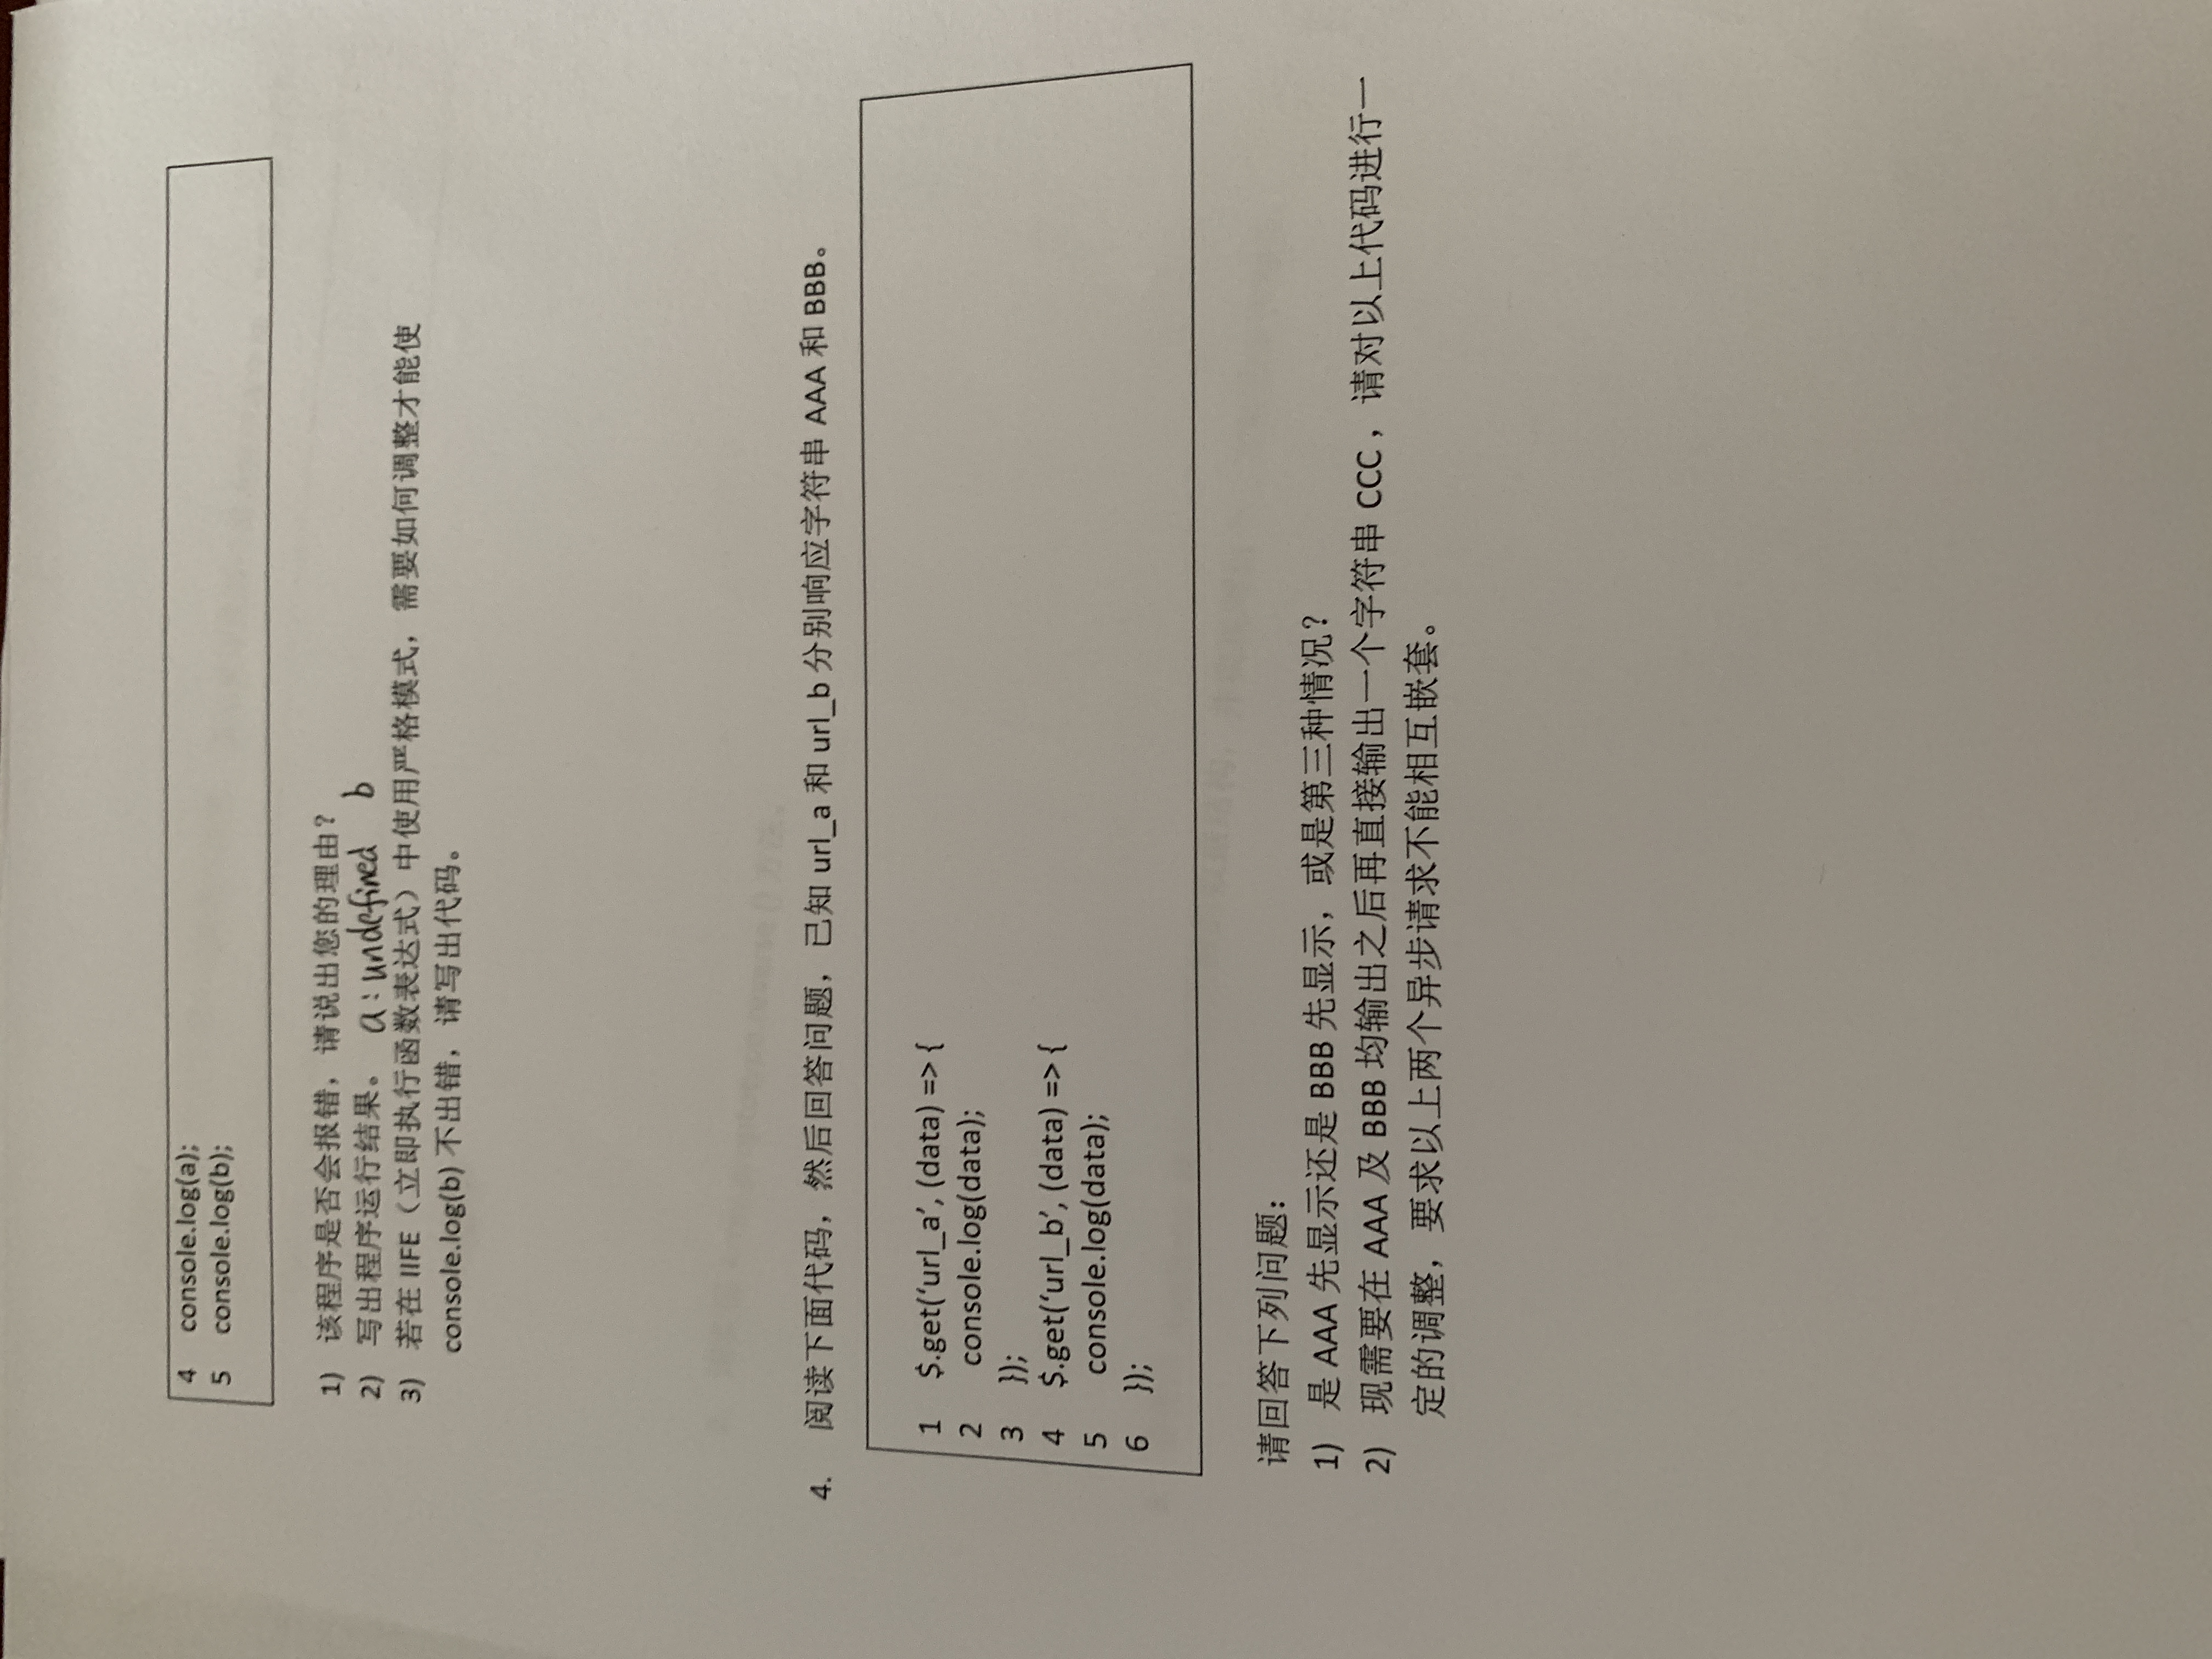 4 console.log(a);
5 console.log(b);
1) 该程序是否会报错，请说出您的理由？
2) 写出程序运行结果。 a:undefined b
3) 若在 IIFE（立即执行函数表达式）中使用严格模式，需要如何调整才能使
console.log(b) 不出错，请写出代码。
4. 阅读下面代码，然后回答问题，已知 url_a 和 url_b 分别响应字符串 AAA 和 BBB。
1 $.get(‘url_a’, (data) => {
2 console.log(data);
3 });
4 $.get(‘url_b’, (data) => {
5 console.log(data);
6 });
请回答下列问题：
1) 是 AAA 先显示还是 BBB 先显示，或是第三种情况？
2) 现需要在 AAA 及 BBB 均输出之后再直接输出一个字符串 CCC，请对以上代码进行一
定的调整，要求以上两个异步请求不能相互嵌套。